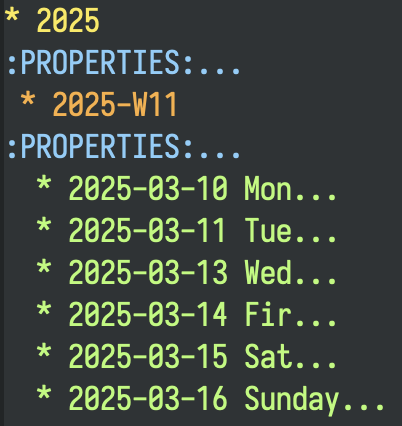 * 2025
:PROPERTIES:...
* 2025-W11
:PROPERTIES:...
* 2025-03-10 Mon...
* 2025-03-11 Tue...
* 2025-03-13 Wed...
* 2025-03-14 Fir...
* 2025-03-15 Sat...
* 2025-03-16 Sunday...